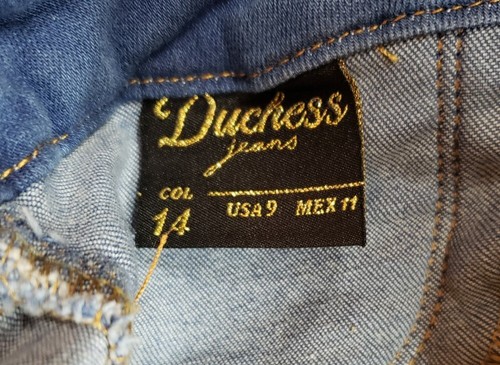 Duchess
jeans
COL
14 USA 9 MEX 11